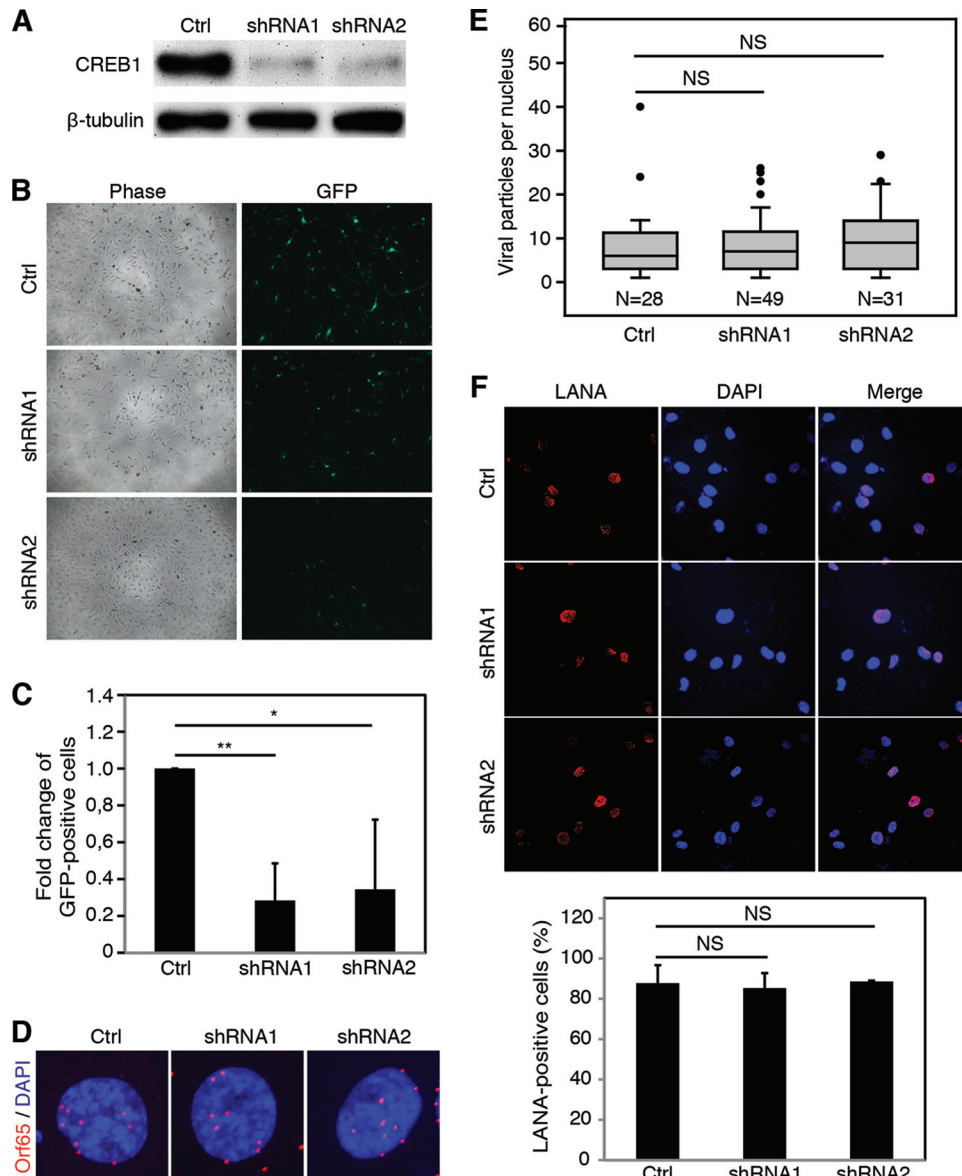 A
Ctrl shRNA1 shRNA2
CREB1
β-tubulin
B
Phase GFP
Ctrl
shRNA1
shRNA2
C
Fold change of
GFP-positive cells
1.4
1.2
1.0
0,8
0,6
0.4
0.2
0
*
**
Ctrl shRNA1 shRNA2
D
Ctrl shRNA1 shRNA2
Orf65 / DAPI
E
Viral particles per nucleus
60
50
40
30
20
10
0
NS
NS
N=28 N=49 N=31
Ctrl shRNA1 shRNA2
F
LANA DAPI Merge
Ctrl
shRNA1
shRNA2
LANA-positive cells (%)
120
100
80
60
40
20
0
NS
NS
Ctrl shRNA1 shRNA2